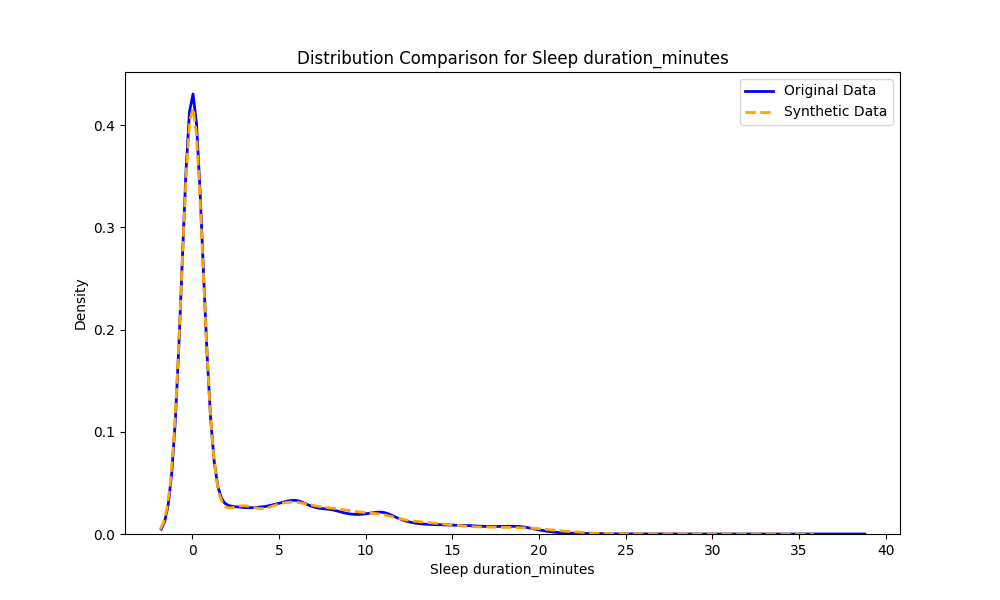 Distribution Comparison for Sleep duration_minutes
Original Data
Synthetic Data
Density
0.4
0.3
0.2
0.1
0.0
0 5 10 15 20 25 30 35 40
Sleep duration_minutes